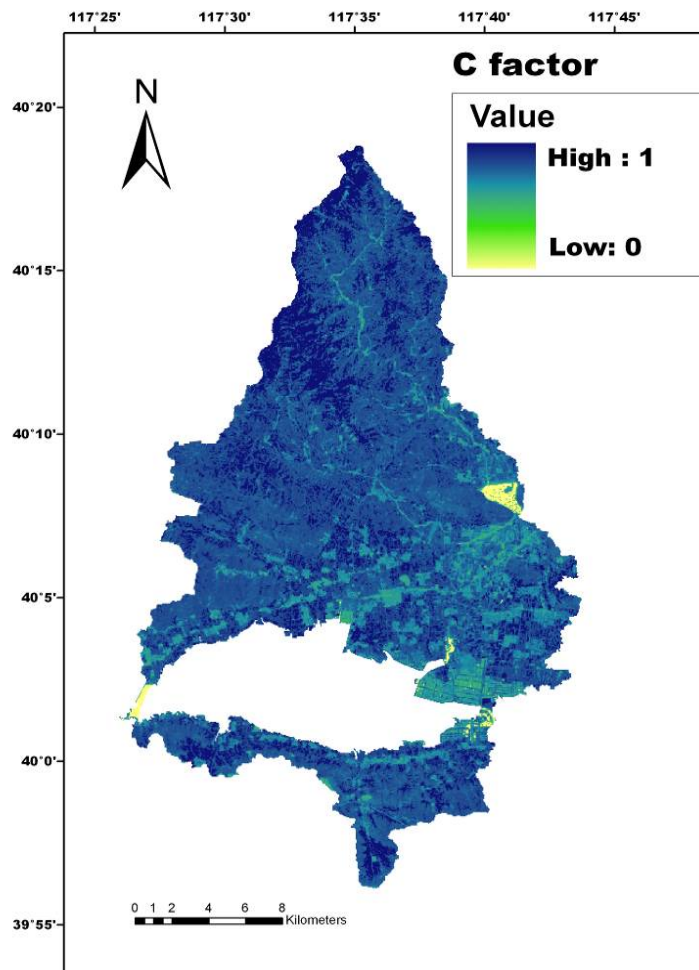 117°25' 117°30' 117°35' 117°40' 117°45'
C factor
N
Value
High : 1
Low: 0
40°20'
40°15'
40°10'
40°5'
40°0'
39°55'
0 1 2 4 6 8
Kilometers